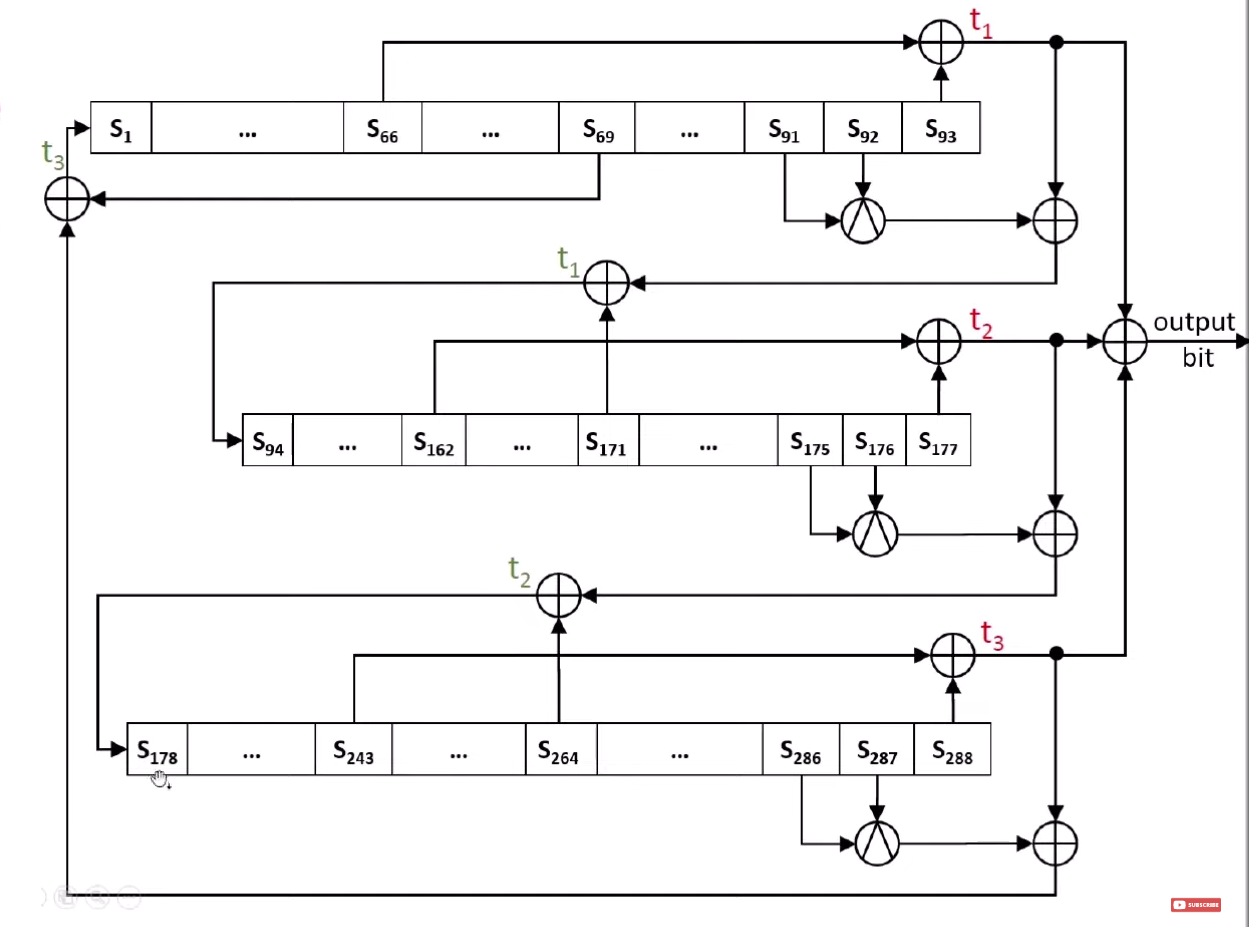 t1
S1 ... S66 ... S69 ... S91 S92 S93
t3
t1
t2
output
bit
S94 ... S162 ... S171 ... S175 S176 S177
t2
t3
S178 ... S243 ... S264 ... S286 S287 S288
SUBSCRIBE